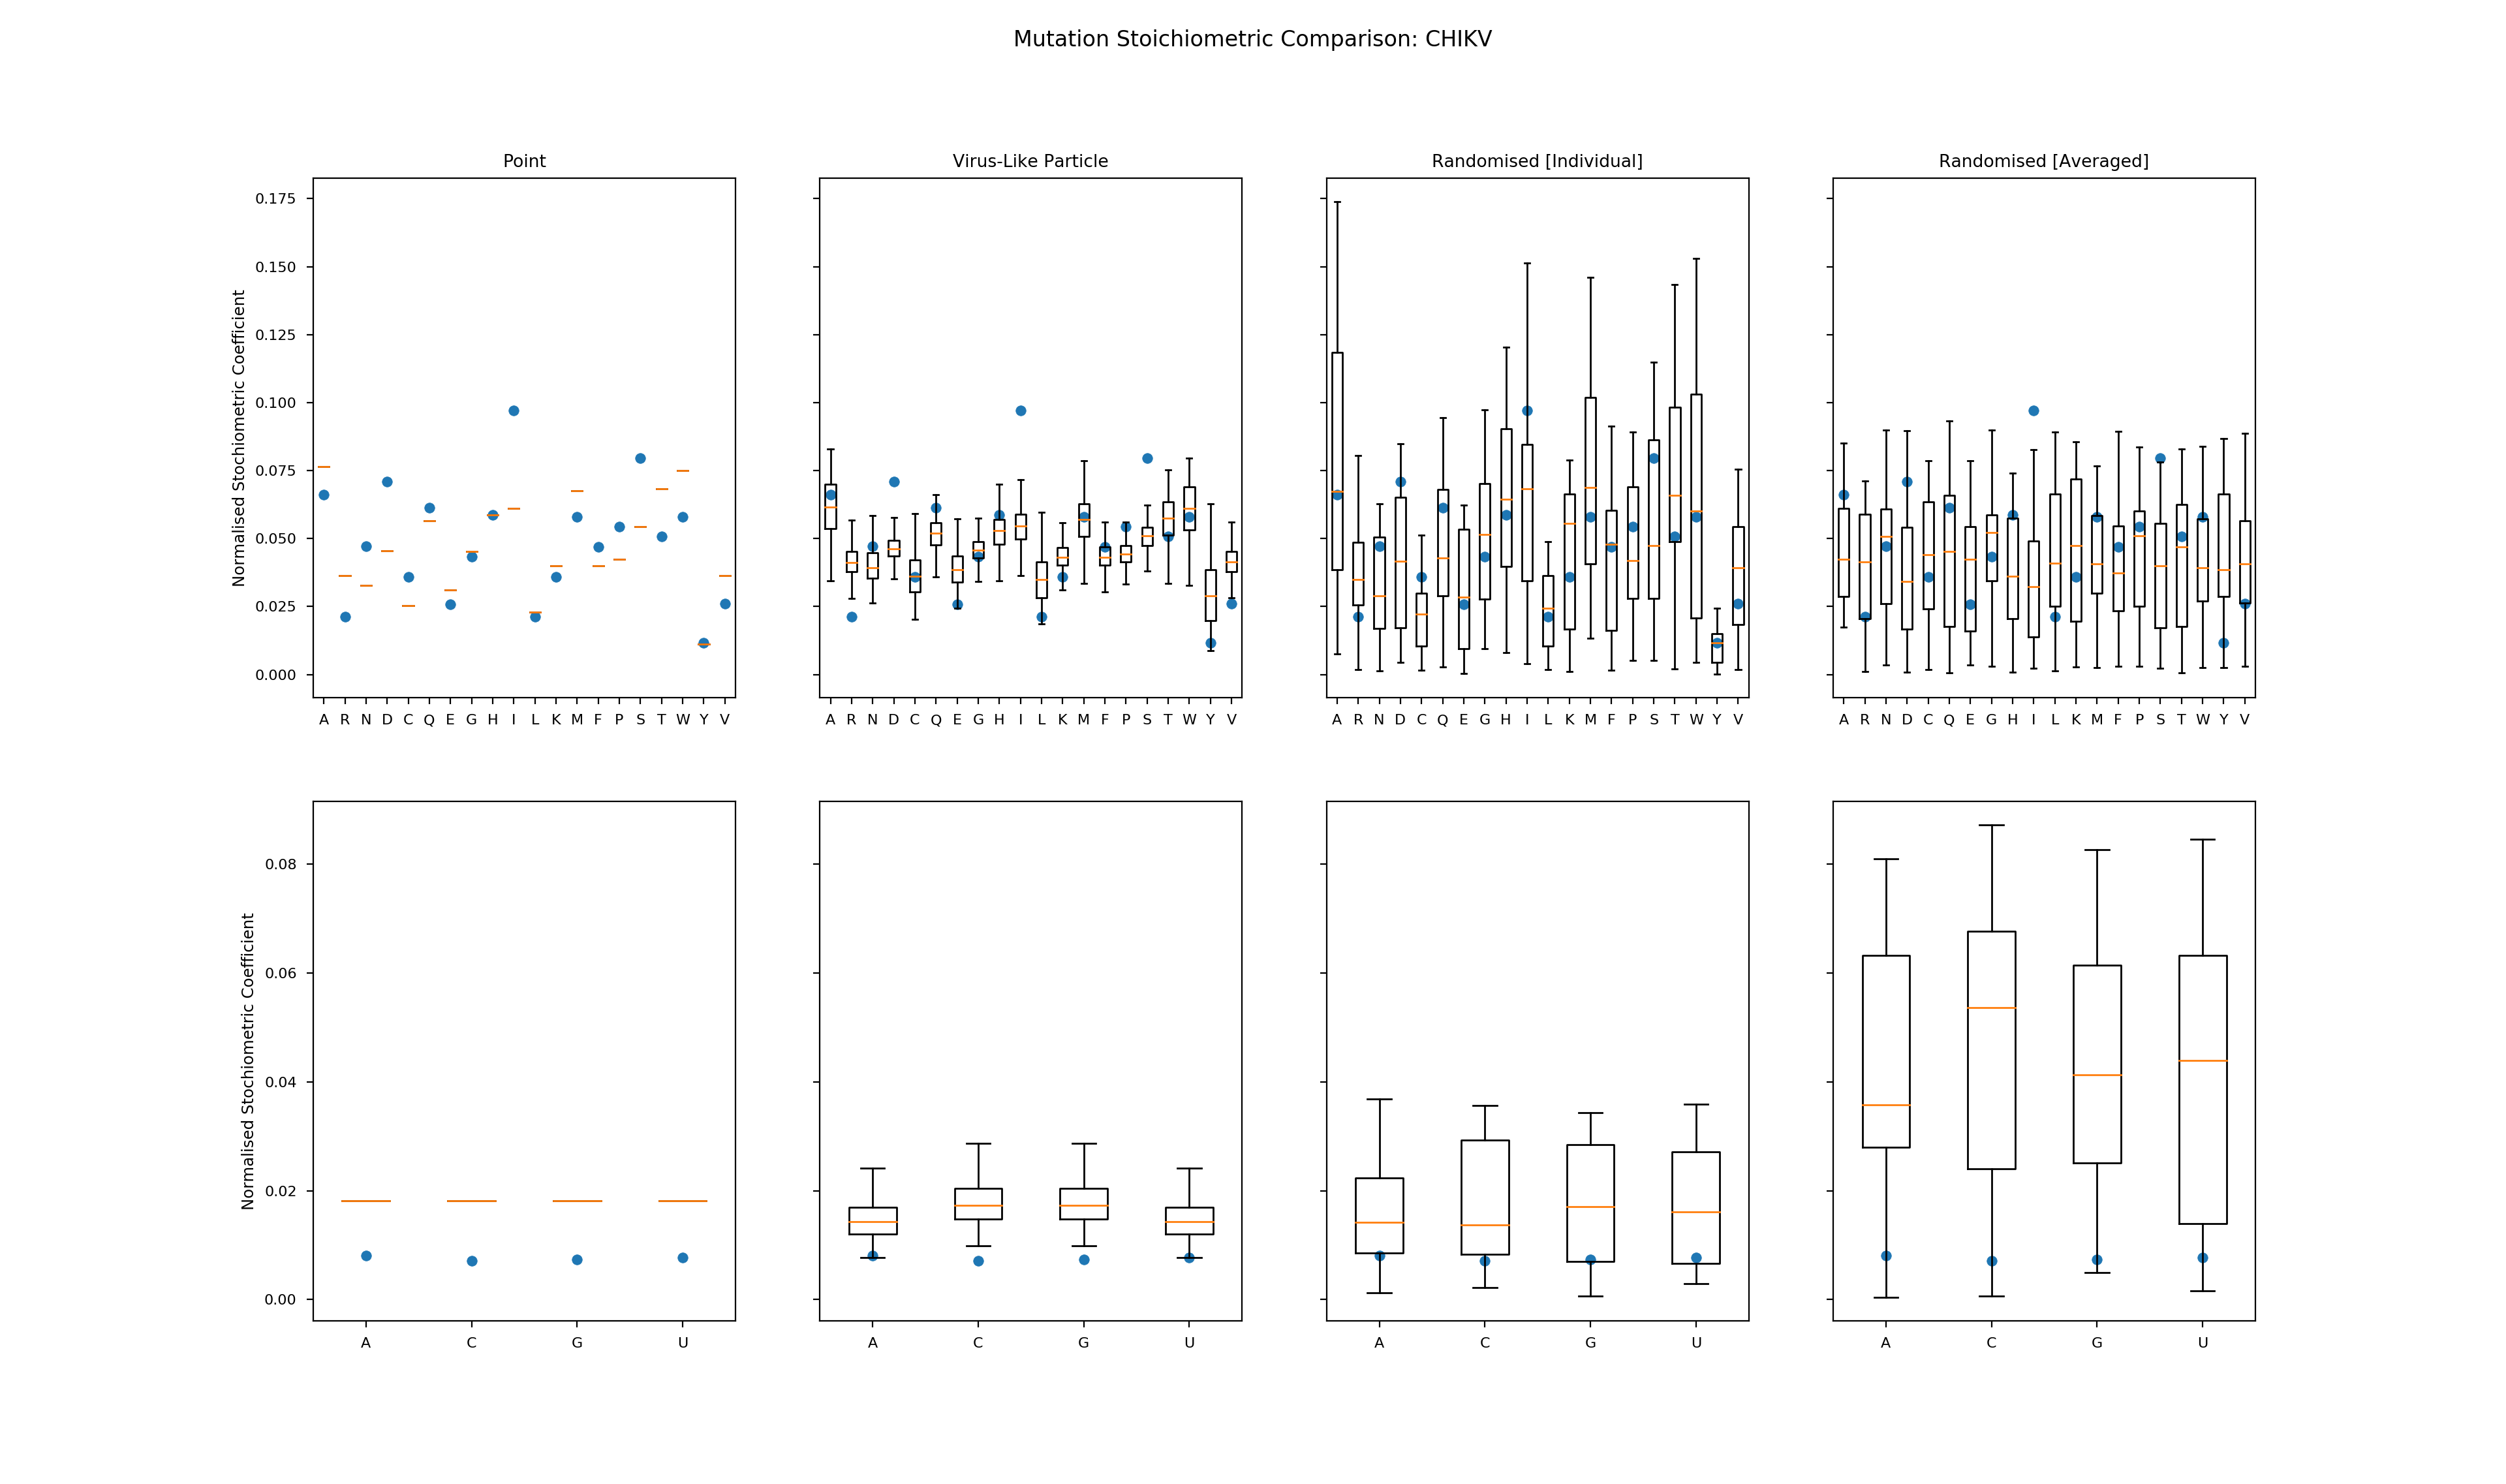 Mutation Stoichiometric Comparison: CHIKV
Point
Virus-Like Particle
Randomised [Individual]
Randomised [Averaged]
Normalised Stochiometric Coefficient
0.175
0.150
0.125
0.100
0.075
0.050
0.025
0.000
A R N D C Q E G H I L K M F P S T W Y V
A R N D C Q E G H I L K M F P S T W Y V
A R N D C Q E G H I L K M F P S T W Y V
A R N D C Q E G H I L K M F P S T W Y V
Normalised Stochiometric Coefficient
0.08
0.06
0.04
0.02
0.00
A C G U
A C G U
A C G U
A C G U